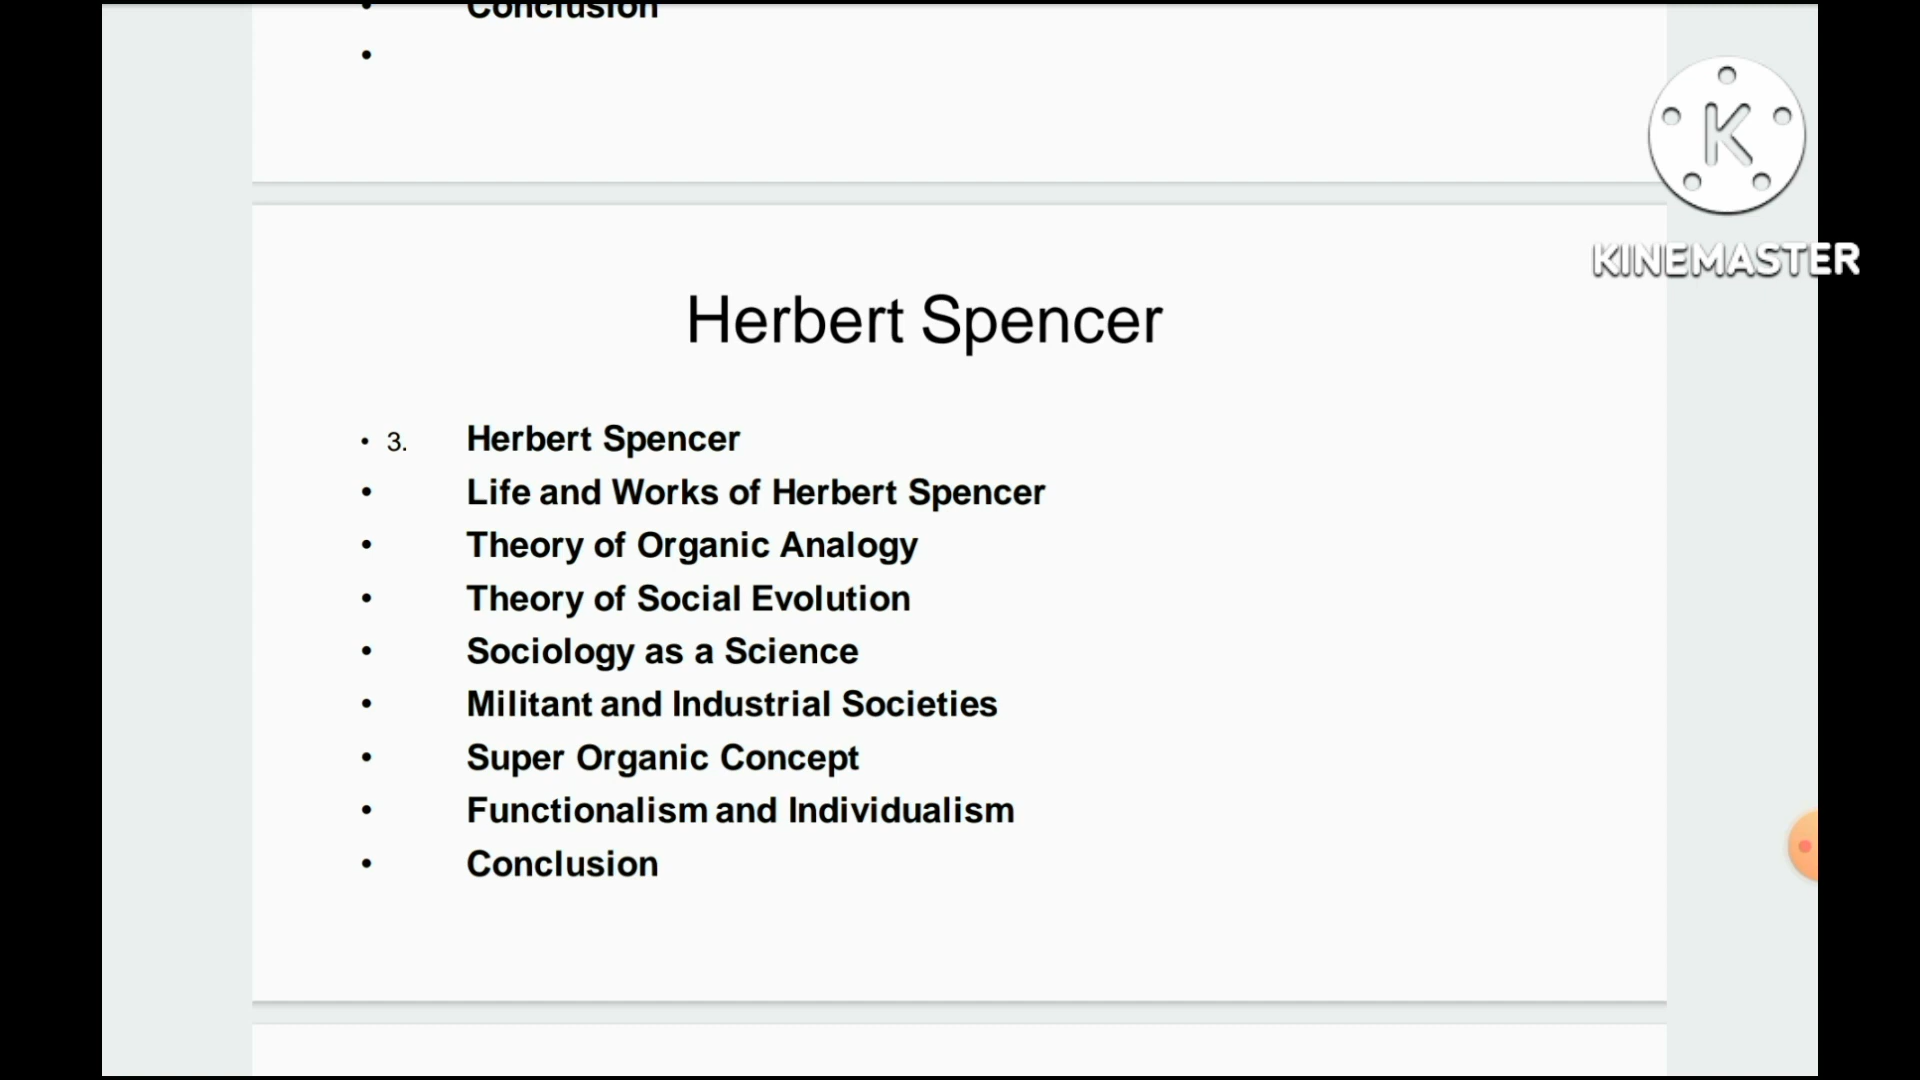 • Conclusion
•
K
KINEMASTER
Herbert Spencer
• 3. Herbert Spencer
• Life and Works of Herbert Spencer
• Theory of Organic Analogy
• Theory of Social Evolution
• Sociology as a Science
• Militant and Industrial Societies
• Super Organic Concept
• Functionalism and Individualism
• Conclusion